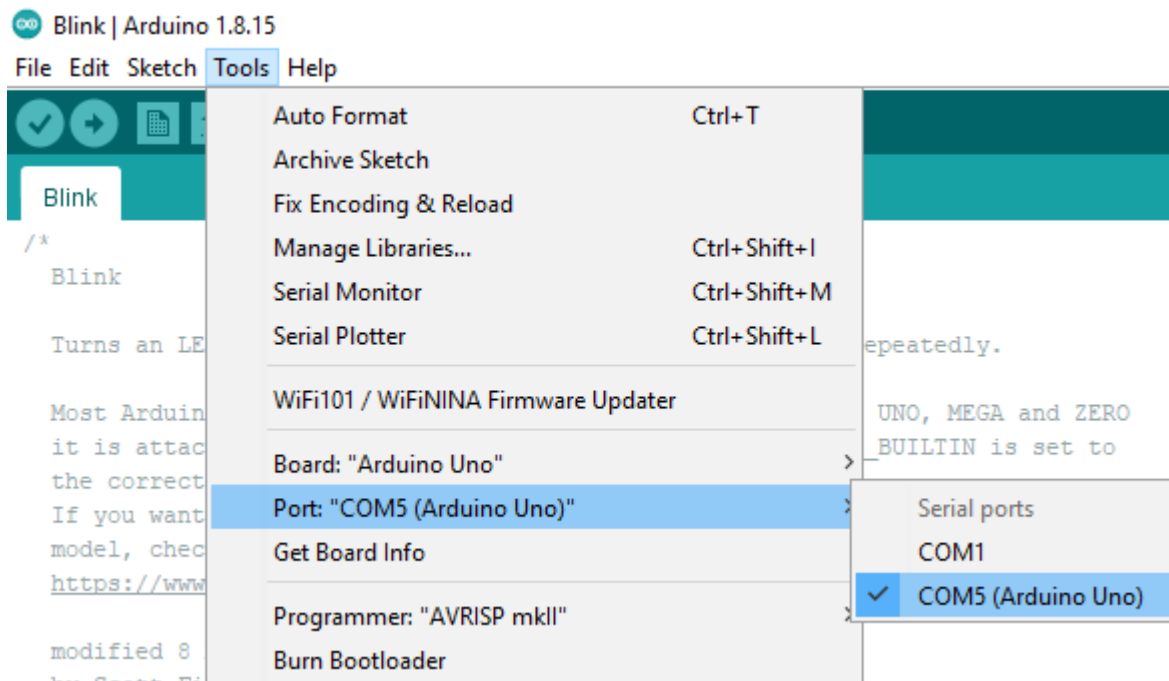 Blink | Arduino 1.8.15
File Edit Sketch Tools Help
Auto Format Ctrl+T
Archive Sketch
Fix Encoding & Reload
Manage Libraries... Ctrl+Shift+I
Serial Monitor Ctrl+Shift+M
Serial Plotter Ctrl+Shift+L
WiFi101 / WiFiNINA Firmware Updater
Board: "Arduino Uno"
Port: "COM5 (Arduino Uno)"
Get Board Info
Programmer: "AVRISP mkII"
Burn Bootloader
Serial ports
COM1
COM5 (Arduino Uno)
Blink
/*
Blink
Turns an LE epeatedly.
Most Arduin UNO, MEGA and ZERO
it is attac _BUILTIN is set to
the correct
If you want
model, chec
https://www
modified 8